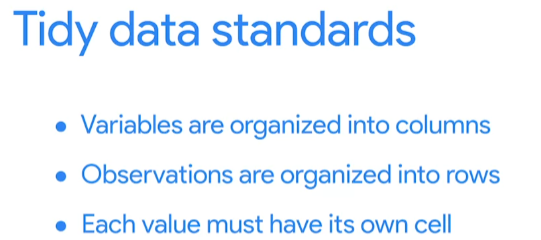 Tidy data standards
● Variables are organized into columns
● Observations are organized into rows
● Each value must have its own cell